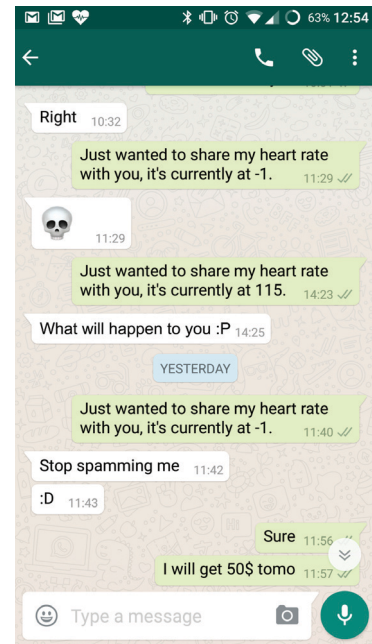 63% 12:54
Right 10:32
Just wanted to share my heart rate
with you, it's currently at -1. 11:29
11:29
Just wanted to share my heart rate
with you, it's currently at 115. 14:23
What will happen to you :P 14:25
YESTERDAY
Just wanted to share my heart rate
with you, it's currently at -1. 11:40
Stop spamming me 11:42
:D 11:43
Sure 11:56
I will get 50$ tomo 11:57
Type a message